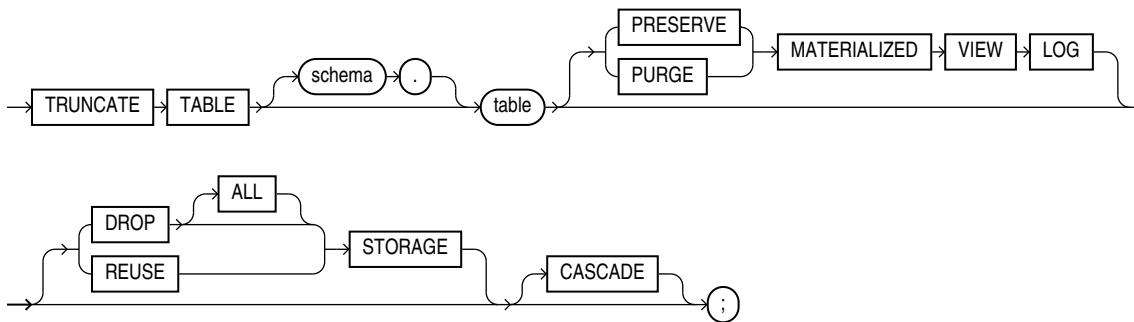 PRESERVE
PURGE
MATERIALIZED VIEW LOG
schema .
TRUNCATE TABLE table
ALL
DROP
REUSE
STORAGE
CASCADE
;